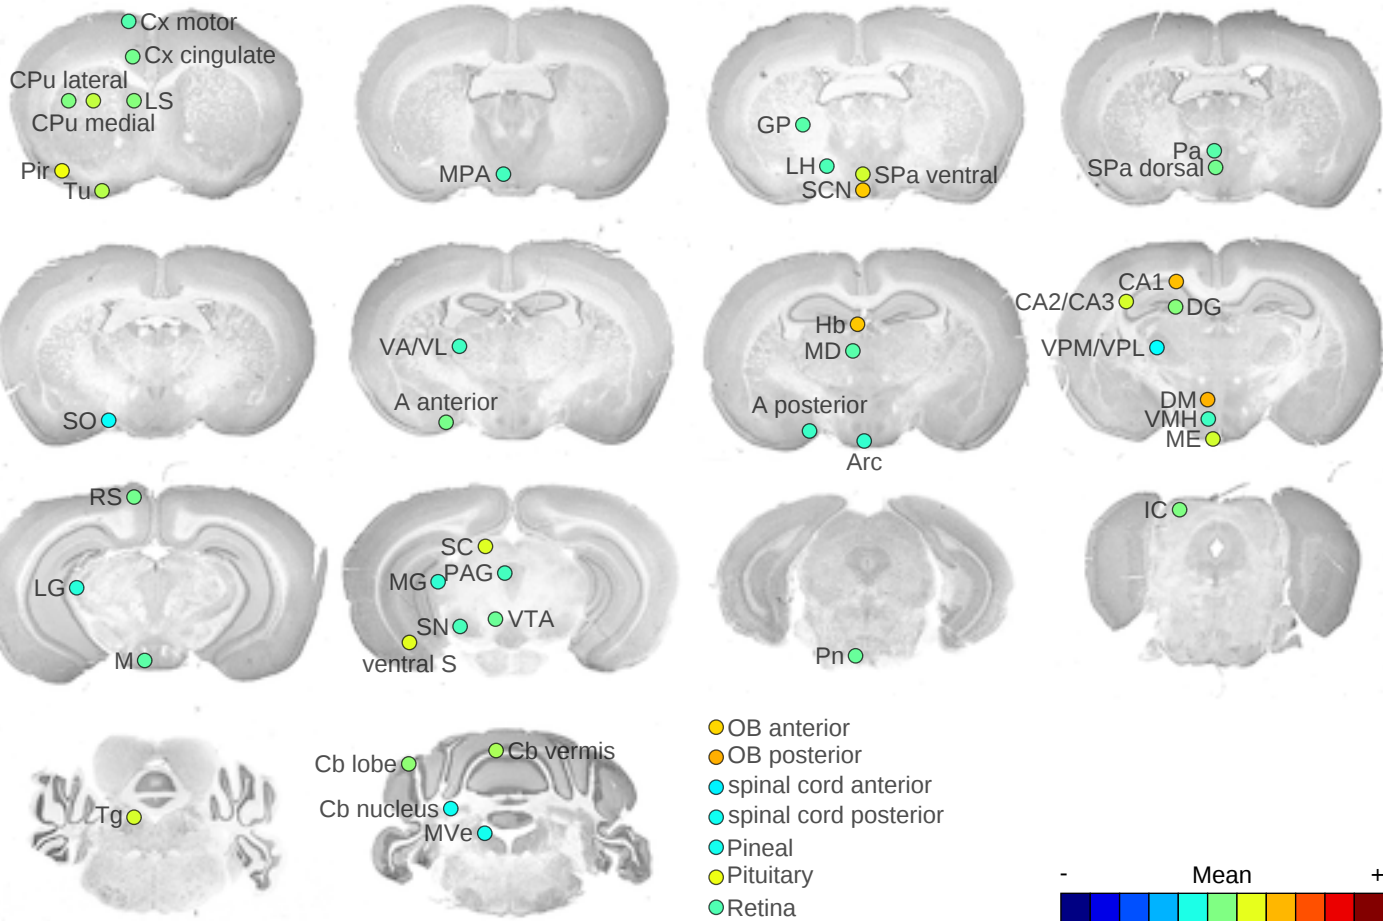 Cx motor
Cx cingulate
CPu lateral
LS
CPu medial
Pir
Tu
MPA
GP
LH
SPa ventral
SCN
Pa
SPa dorsal
SO
VA/VL
A anterior
Hb
MD
A posterior
Arc
CA1
CA2/CA3
DG
VPM/VPL
DM
VMH
ME
RS
LG
M
SC
MG
PAG
SN
VTA
ventral S
Pn
IC
Tg
Cb lobe
Cb vermis
Cb nucleus
MVe
OB anterior
OB posterior
spinal cord anterior
spinal cord posterior
Pineal
Pituitary
Retina
- Mean +